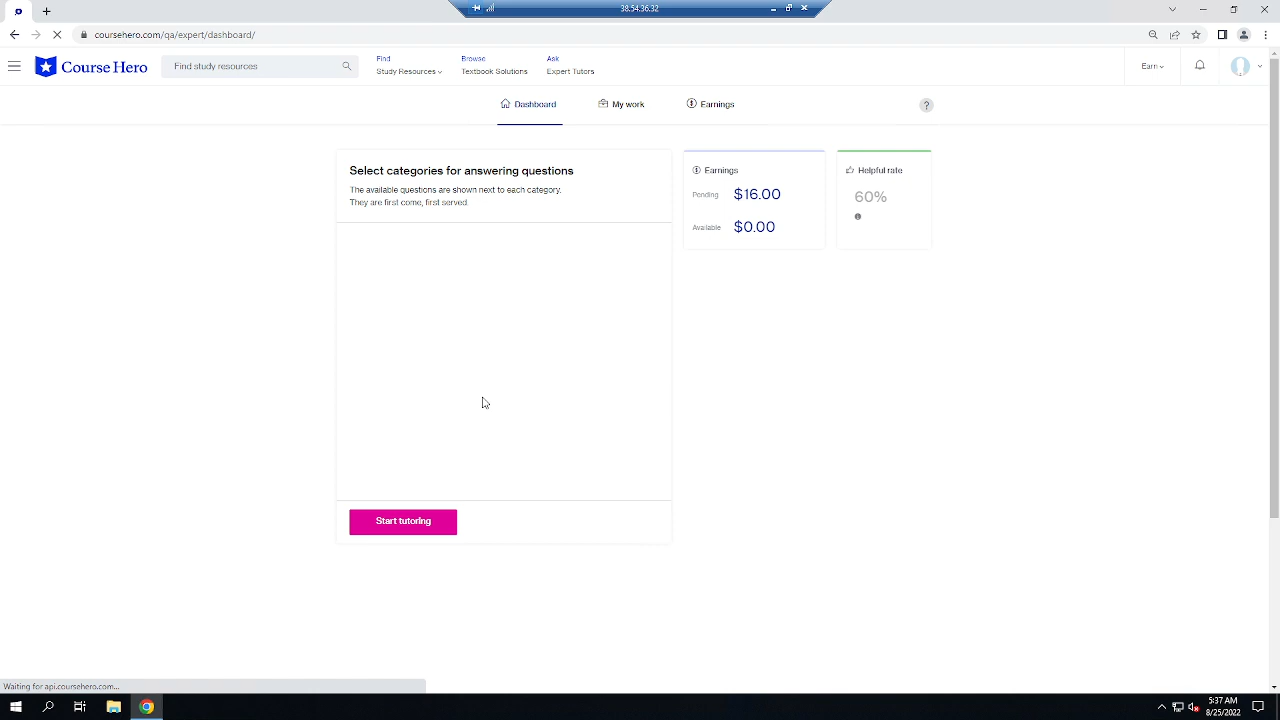 38.54.36.32
coursehero.com/qa/expert/dashboard/
Course Hero
Find study resources
Find
Study Resources
Browse
Textbook Solutions
Ask
Expert Tutors
Earn
Dashboard
My work
Earnings
?
Select categories for answering questions
The available questions are shown next to each category.
They are first come, first served.
Earnings
Pending $16.00
Available $0.00
Helpful rate
60%
Start tutoring
Waiting for api.coursehero.com...
5:37 AM
8/25/2022